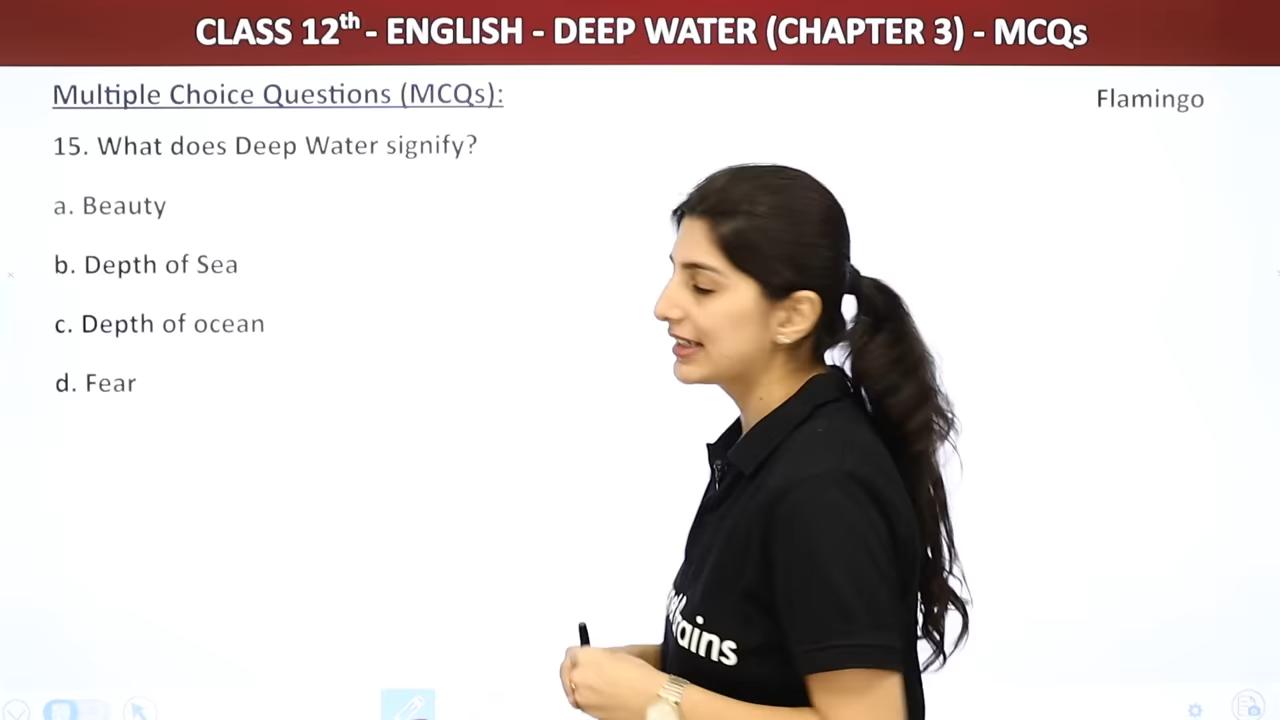 CLASS 12th - ENGLISH - DEEP WATER (CHAPTER 3) - MCQs
Multiple Choice Questions (MCQs):
Flamingo
15. What does Deep Water signify?
a. Beauty
b. Depth of Sea
c. Depth of ocean
d. Fear